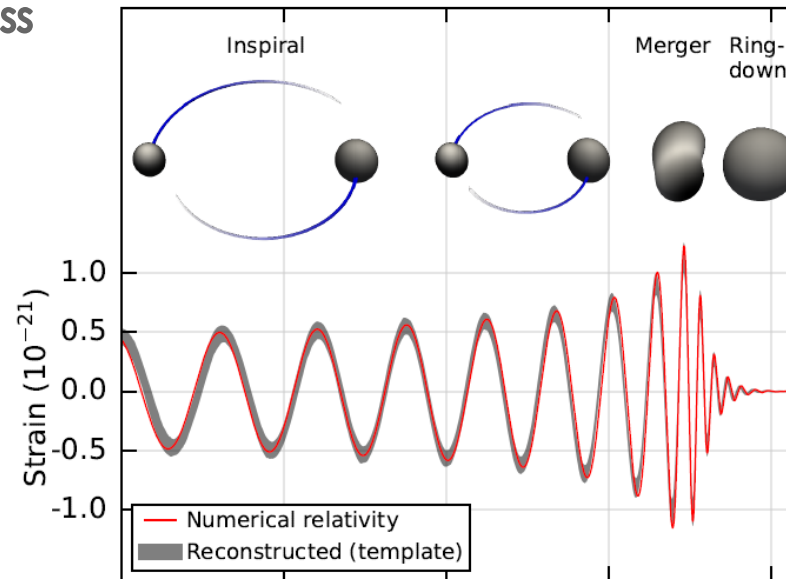 ss
Inspiral
Merger
Ring-
down
1.0
0.5
0.0
-0.5
-1.0
Strain (10⁻²¹)
Numerical relativity
Reconstructed (template)